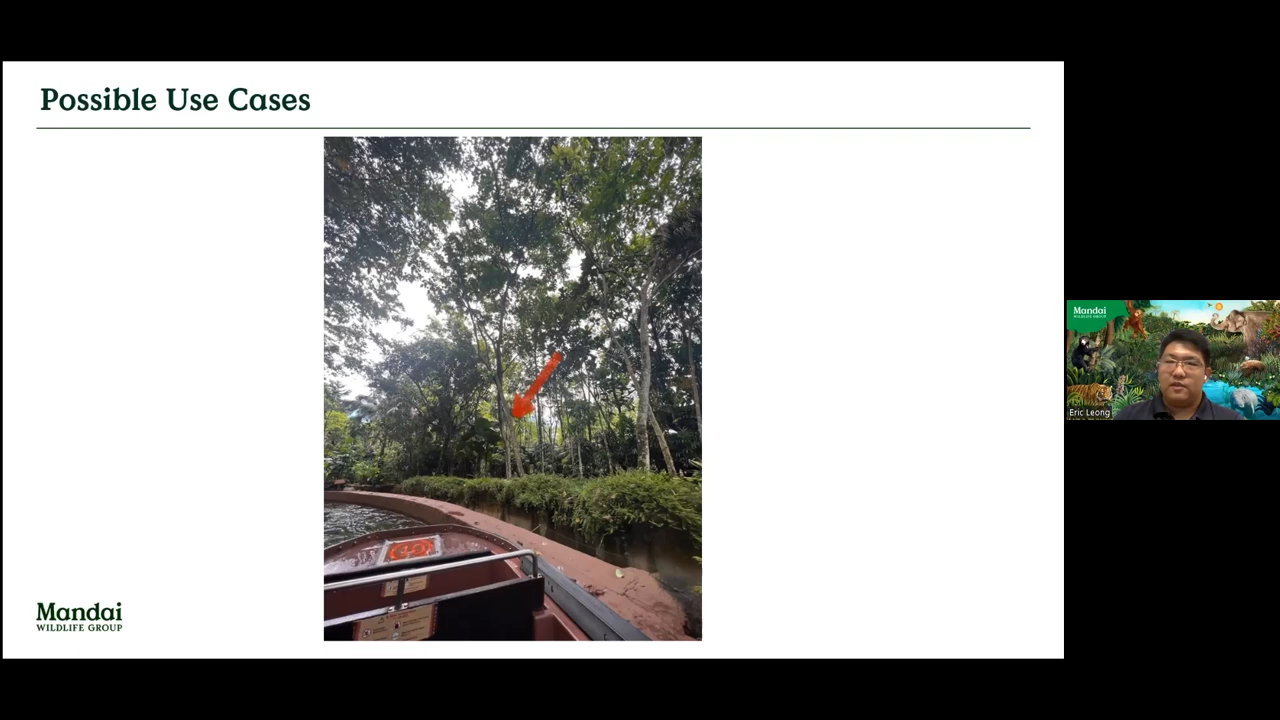 Possible Use Cases
Mandai
WILDLIFE GROUP
Mandai
WILDLIFE GROUP
Eric Leong